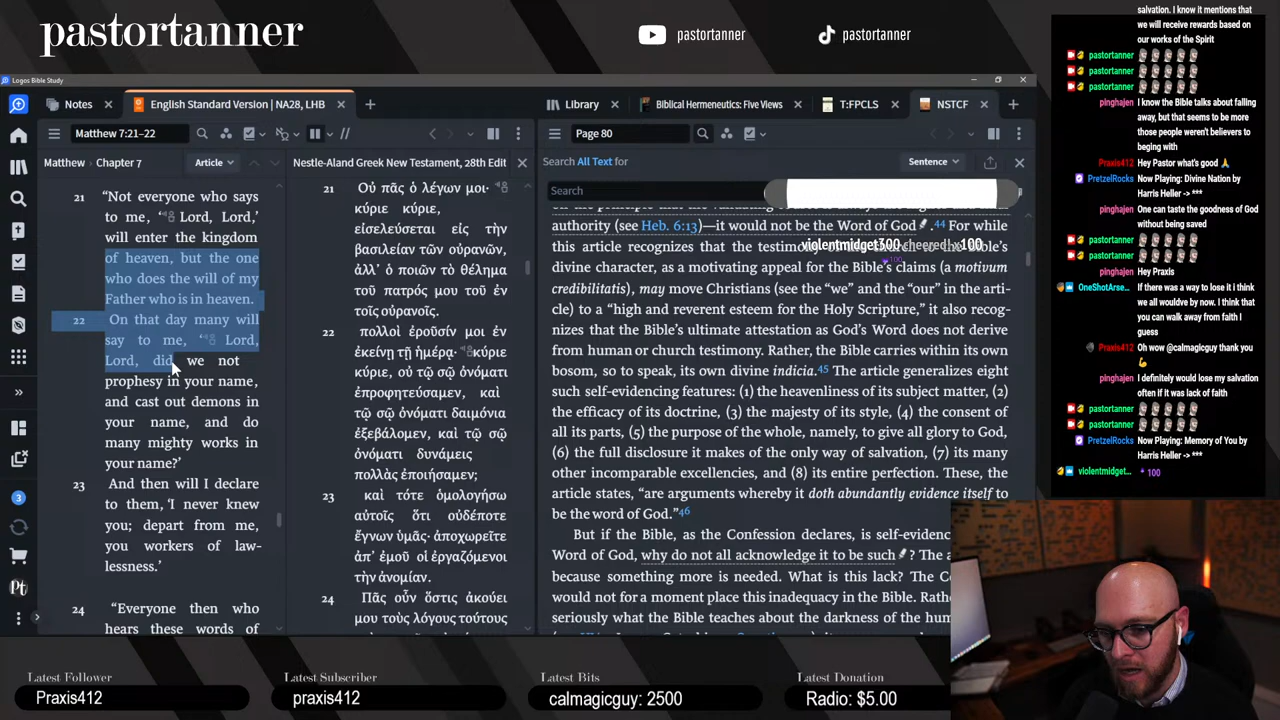 pastortanner
pastortanner
pastortanner
Logos Bible Study
Notes
English Standard Version | NA28, LHB
Library
Biblical Hermeneutics: Five Views
T:FPCLS
NSTCF
Matthew 7:21–22
Page 80
Matthew › Chapter 7
Article
Nestle-Aland Greek New Testament, 28th Edit
Search All Text for
Sentence
Search
21
“Not everyone who says
to me, ‘Lord, Lord,’
will enter the kingdom
of heaven, but the one
who does the will of my
Father who is in heaven.
22
On that day many will
say to me, ‘Lord,
Lord, did we not
prophesy in your name,
and cast out demons in
your name, and do
many mighty works in
your name?’
23
And then will I declare
to them, ‘I never knew
you; depart from me,
you workers of law-
lessness.’
24
“Everyone then who
hears these words of
21
Οὐ πᾶς ὁ λέγων μοι·
κύριε κύριε,
εἰσελεύσεται εἰς τὴν
βασιλείαν τῶν οὐρανῶν,
ἀλλ’ ὁ ποιῶν τὸ θέλημα
τοῦ πατρός μου τοῦ ἐν
τοῖς οὐρανοῖς.
22
πολλοὶ ἐροῦσίν μοι ἐν
ἐκείνῃ τῇ ἡμέρᾳ· κύριε
κύριε, οὐ τῷ σῷ ὀνόματι
ἐπροφητεύσαμεν, καὶ
τῷ σῷ ὀνόματι δαιμόνια
ἐξεβάλομεν, καὶ τῷ σῷ
ὀνόματι δυνάμεις
πολλὰς ἐποιήσαμεν;
23
καὶ τότε ὁμολογήσω
αὐτοῖς ὅτι οὐδέποτε
ἔγνων ὑμᾶς· ἀποχωρεῖτε
ἀπ’ ἐμοῦ οἱ ἐργαζόμενοι
τὴν ἀνομίαν.
24
Πᾶς οὖν ὅστις ἀκούει
μου τοὺς λόγους τούτους
authority (see Heb. 6:13)—it would not be the Word of God .44 For while
this article recognizes that the testimony Bible’s
violentmidget300 cheered 100
100
divine character, as a motivating appeal for the Bible’s claims (a motivum
credibilitatis), may move Christians (see the “we” and the “our” in the arti-
cle) to a “high and reverent esteem for the Holy Scripture,” it also recog-
nizes that the Bible’s ultimate attestation as God’s Word does not derive
from human or church testimony. Rather, the Bible carries within its own
bosom, so to speak, its own divine indicia.45 The article generalizes eight
such self-evidencing features: (1) the heavenliness of its subject matter, (2)
the efficacy of its doctrine, (3) the majesty of its style, (4) the consent of
all its parts, (5) the purpose of the whole, namely, to give all glory to God,
(6) the full disclosure it makes of the only way of salvation, (7) its many
other incomparable excellencies, and (8) its entire perfection. These, the
article states, “are arguments whereby it doth abundantly evidence itself to
be the word of God.”46
But if the Bible, as the Confession declares, is self-evidenc
Word of God, why do not all acknowledge it to be such ? The a
because something more is needed. What is this lack? The Co
would not for a moment place this inadequacy in the Bible. Rath
seriously what the Bible teaches about the darkness of the hum
3
Pt
salvation. I know it mentions that
we will receive rewards based on
our works of the Spirit
pastortanner
pastortanner
pastortanner
pinghajen
I know the Bible talks about falling
away, but that seems to be more
those people weren't believers to
beging with
Praxis412
Hey Pastor what's good
PretzelRocks
Now Playing: Divine Nation by
Harris Heller -> ***
pinghajen
One can taste the goodness of God
without being saved
pastortanner
pastortanner
pinghajen
Hey Praxis
OneShotArse...
If there was a way to lose it i think
we all wouldve by now. I think that
you can walk away from faith I
guess
Praxis412
Oh wow @calmagicguy thank you
pinghajen
I definitely would lose my salvation
often if it was lack of faith
pastortanner
pastortanner
PretzelRocks
Now Playing: Memory of You by
Harris Heller -> ***
violentmidget...
100
Latest Follower
Praxis412
Latest Subscriber
praxis412
Latest Bits
calmagicguy: 2500
Latest Donation
Radio: $5.00